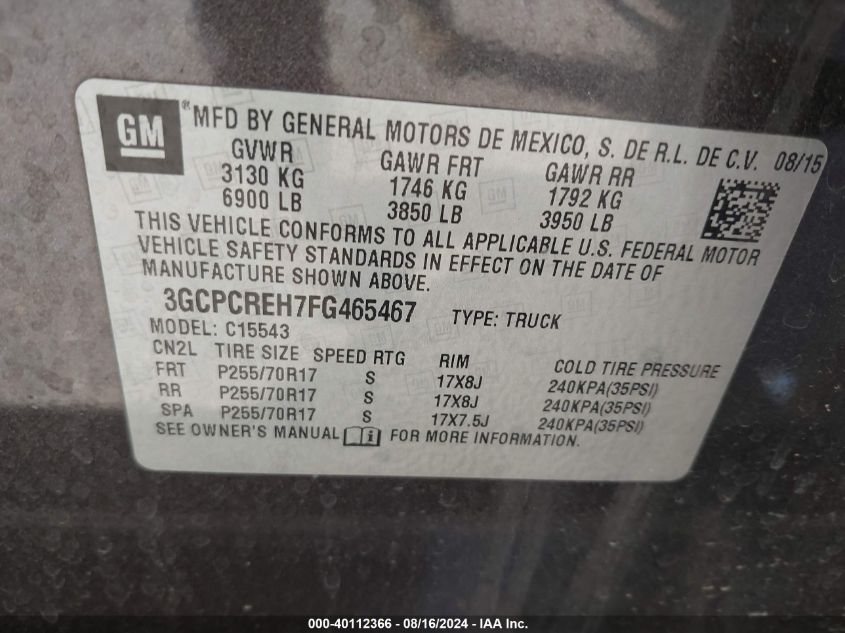 GM
® MFD BY GENERAL MOTORS DE MEXICO, S. DE R.L. DE C.V. 08/15
GVWR GAWR FRT GAWR RR
3130 KG 1746 KG 1792 KG
6900 LB 3850 LB 3950 LB
THIS VEHICLE CONFORMS TO ALL APPLICABLE U.S. FEDERAL MOTOR
VEHICLE SAFETY STANDARDS IN EFFECT ON THE DATE OF
MANUFACTURE SHOWN ABOVE.
3GCPCREH7FG465467 TYPE: TRUCK
MODEL: C15543
CN2L TIRE SIZE SPEED RTG RIM COLD TIRE PRESSURE
FRT P255/70R17 S 17X8J 240KPA(35PSI)
RR P255/70R17 S 17X8J 240KPA(35PSI)
SPA P255/70R17 S 17X7.5J 240KPA(35PSI)
SEE OWNER'S MANUAL FOR MORE INFORMATION.
000-40112366 - 08/16/2024 - IAA Inc.